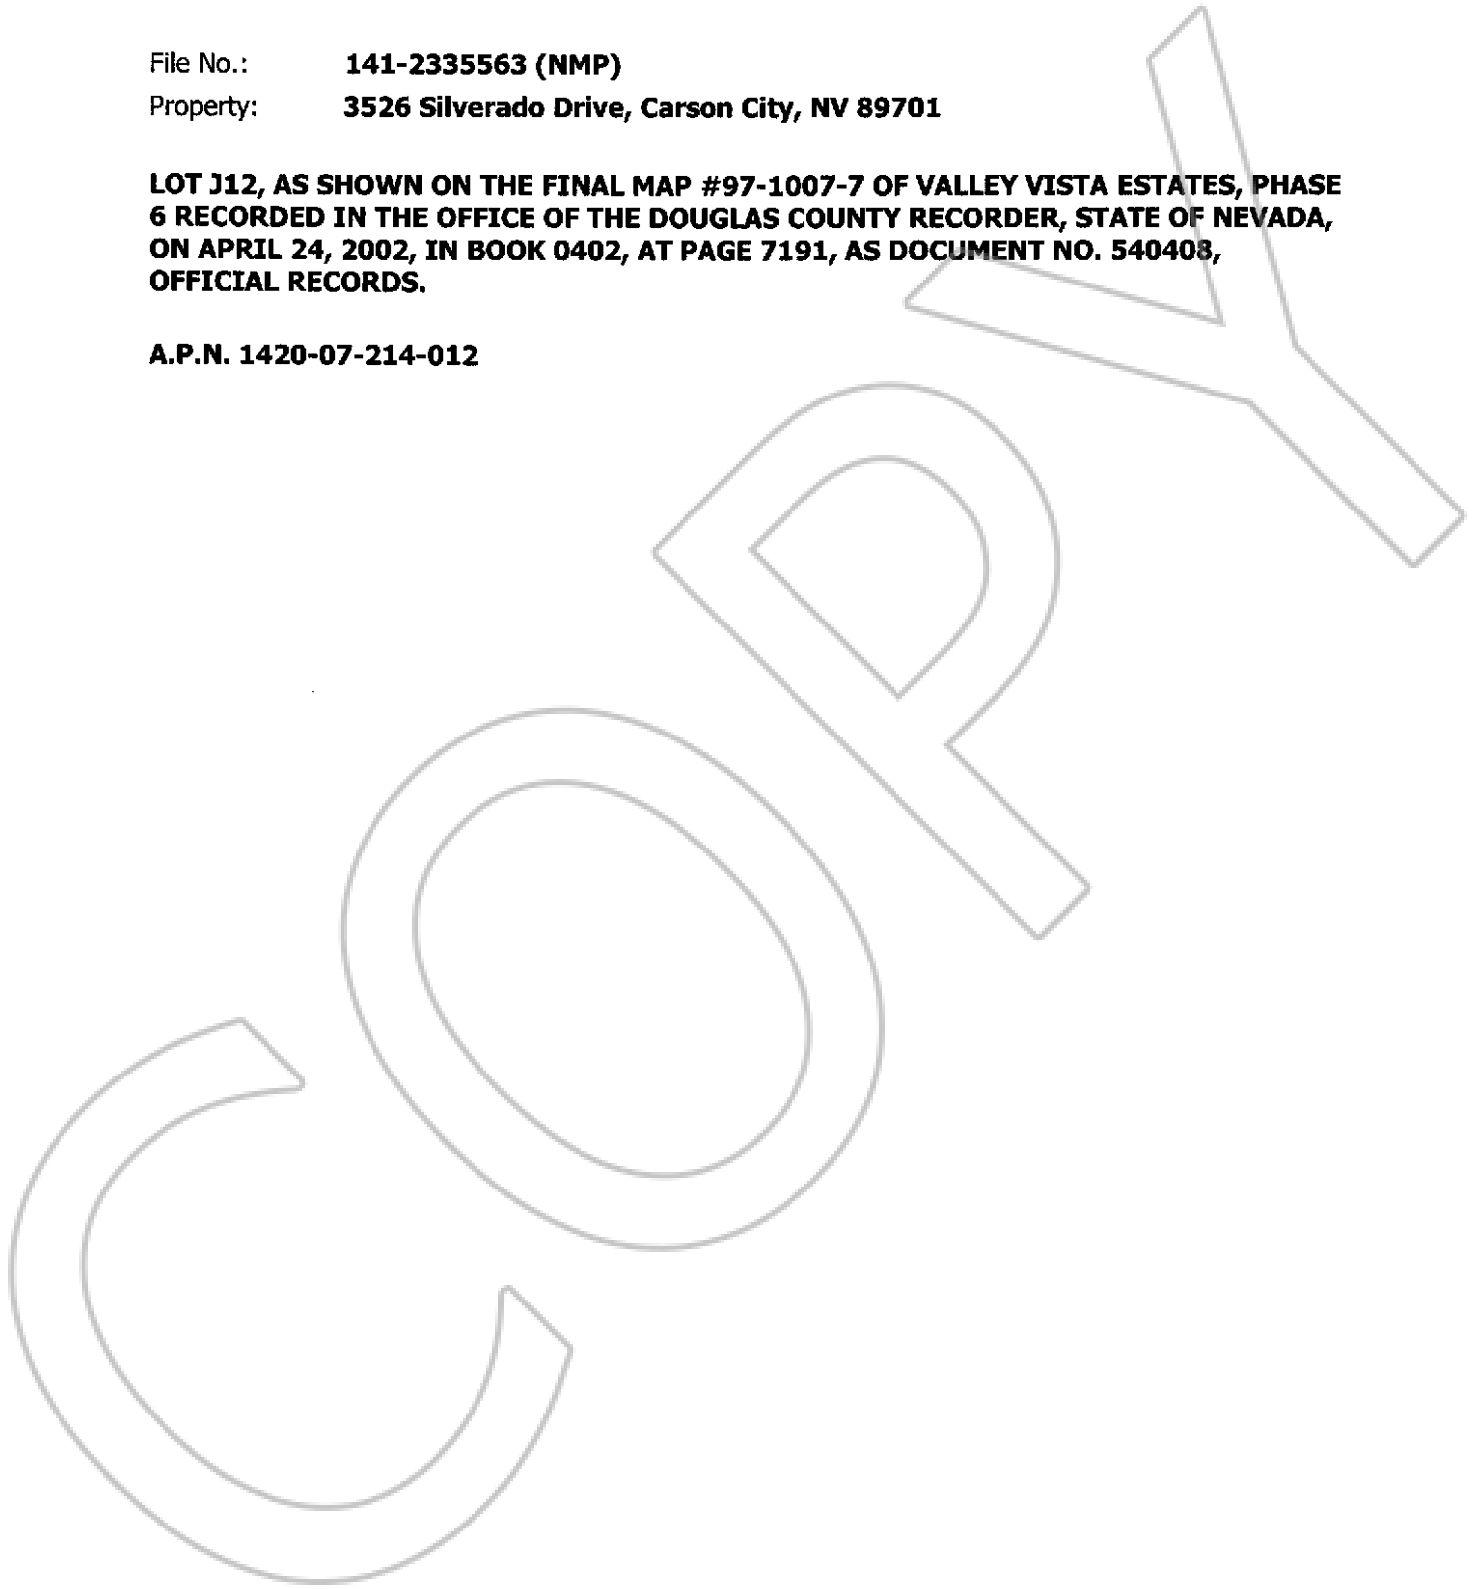 File No.: 141-2335563 (NMP)
Property: 3526 Silverado Drive, Carson City, NV 89701
LOT J12, AS SHOWN ON THE FINAL MAP #97-1007-7 OF VALLEY VISTA ESTATES, PHASE
6 RECORDED IN THE OFFICE OF THE DOUGLAS COUNTY RECORDER, STATE OF NEVADA,
ON APRIL 24, 2002, IN BOOK 0402, AT PAGE 7191, AS DOCUMENT NO. 540408,
OFFICIAL RECORDS.
A.P.N. 1420-07-214-012
COPY